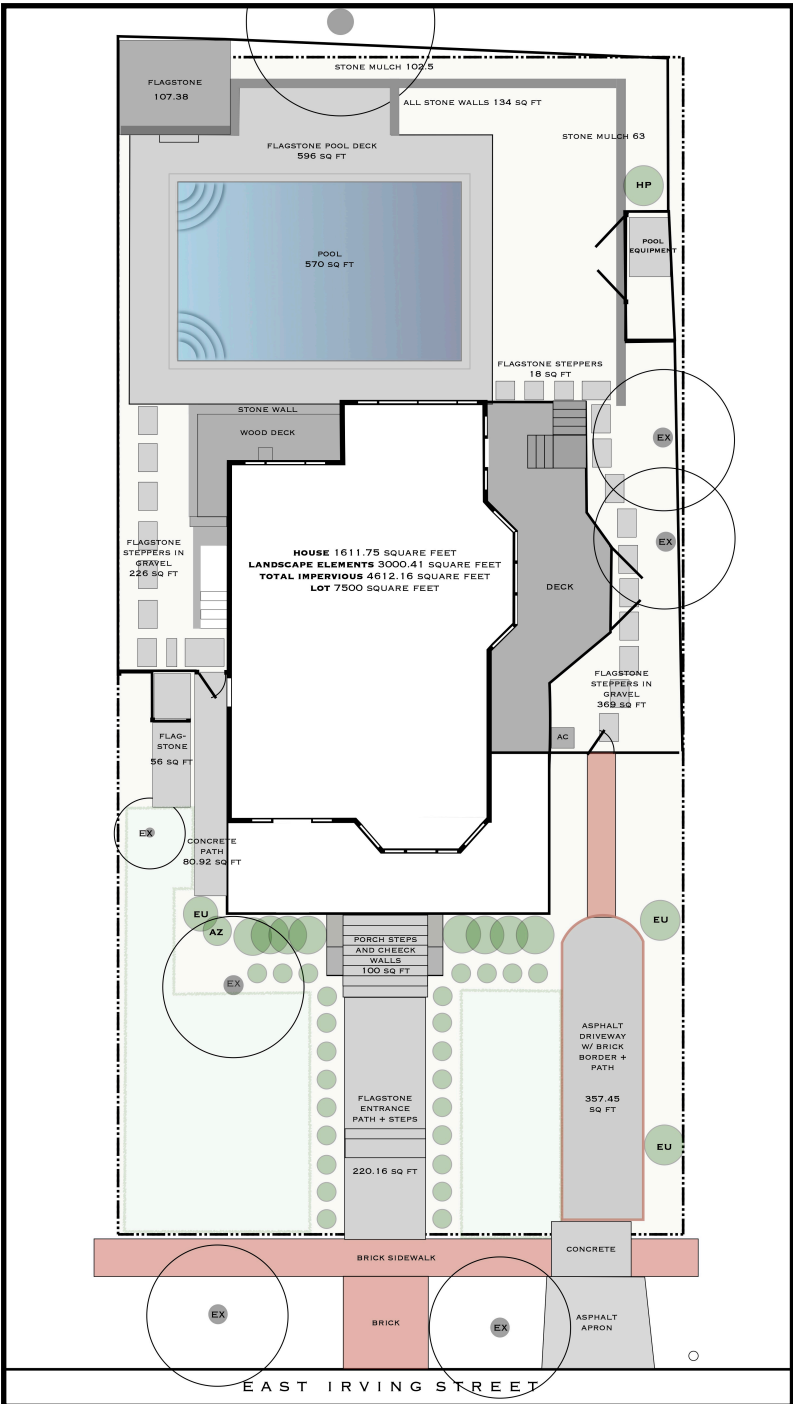 STONE MULCH 102.5
FLAGSTONE
107.38
ALL STONE WALLS 134 SQ FT
STONE MULCH 63
FLAGSTONE POOL DECK
596 SQ FT
HP
POOL
EQUIPMENT
POOL
570 SQ FT
FLAGSTONE STEPPERS
18 SQ FT
STONE WALL
WOOD DECK
EX
EX
FLAGSTONE
STEPPERS IN
GRAVEL
226 SQ FT
HOUSE 1611.75 SQUARE FEET
LANDSCAPE ELEMENTS 3000.41 SQUARE FEET
TOTAL IMPERVIOUS 4612.16 SQUARE FEET
LOT 7500 SQUARE FEET
DECK
FLAGSTONE
STEPPERS IN
GRAVEL
369 SQ FT
AC
FLAG-
STONE
56 SQ FT
EX
CONCRETE
PATH
80.92 SQ FT
EU
AZ
EU
PORCH STEPS
AND CHEECK
WALLS
100 SQ FT
EX
ASPHALT
DRIVEWAY
W/ BRICK
BORDER +
PATH
357.45
SQ FT
FLAGSTONE
ENTRANCE
PATH + STEPS
220.16 SQ FT
EU
BRICK SIDEWALK
CONCRETE
EX
BRICK
EX
ASPHALT
APRON
EAST IRVING STREET